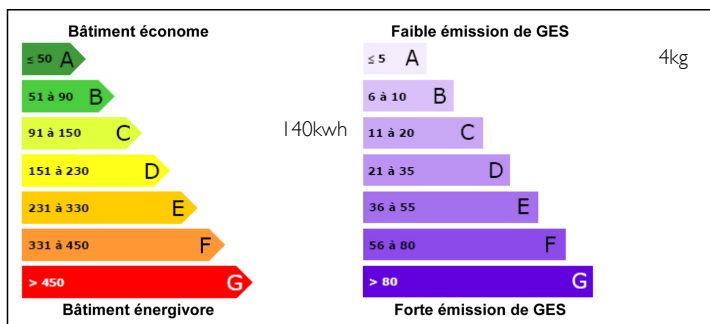 Bâtiment économe
≤ 50 A
51 à 90 B
91 à 150 C
140kwh
151 à 230 D
231 à 330 E
331 à 450 F
> 450 G
Bâtiment énergivore
Faible émission de GES
≤ 5 A
4kg
6 à 10 B
11 à 20 C
21 à 35 D
36 à 55 E
56 à 80 F
> 80 G
Forte émission de GES